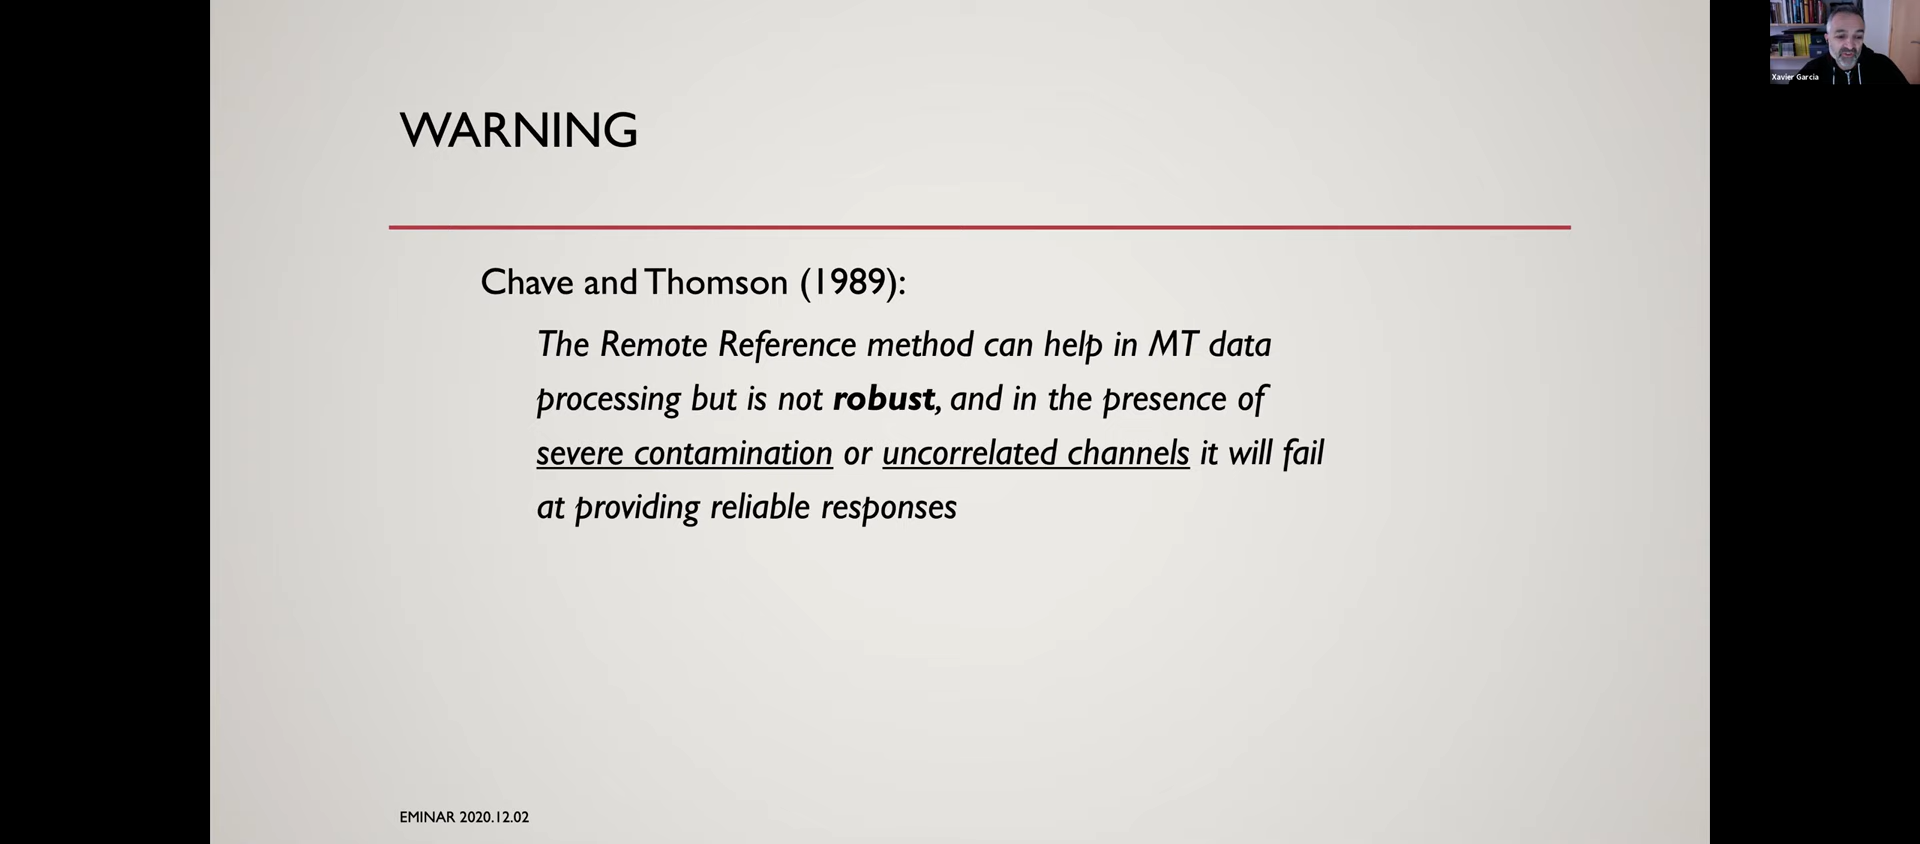 Xavier Garcia
WARNING
Chave and Thomson (1989):
The Remote Reference method can help in MT data
processing but is not robust, and in the presence of
severe contamination or uncorrelated channels it will fail
at providing reliable responses
EMINAR 2020.12.02